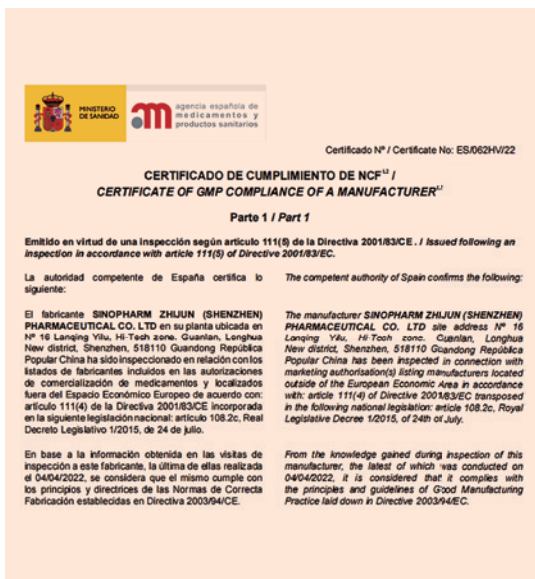 MINISTERIO
DE SANIDAD
am
agencia española de
medicamentos y
productos sanitarios
Certificado Nº / Certificate No: ES/062HV/22
CERTIFICADO DE CUMPLIMIENTO DE NCF1,2 /
CERTIFICATE OF GMP COMPLIANCE OF A MANUFACTURER1,2
Parte 1 / Part 1
Emitido en virtud de una inspección según artículo 111(5) de la Directiva 2001/83/CE . / Issued following an
inspection in accordance with article 111(5) of Directive 2001/83/EC.
La autoridad competente de España certifica lo
siguiente:
El fabricante SINOPHARM ZHIJUN (SHENZHEN)
PHARMACEUTICAL CO. LTD en su planta ubicada en
Nº 16 Lanqing Yilu, Hi-Tech zone. Guanlan, Longhua
New district, Shenzhen, 518110 Guandong República
Popular China ha sido inspeccionado en relación con los
listados de fabricantes incluidos en las autorizaciones
de comercialización de medicamentos y localizados
fuera del Espacio Económico Europeo de acuerdo con:
artículo 111(4) de la Directiva 2001/83/CE incorporada
en la siguiente legislación nacional: artículo 108.2c, Real
Decreto Legislativo 1/2015, de 24 de julio.
En base a la información obtenida en las visitas de
inspección a este fabricante, la última de ellas realizada
el 04/04/2022, se considera que el mismo cumple con
los principios y directrices de las Normas de Correcta
Fabricación establecidas en Directiva 2003/94/CE.
The competent authority of Spain confirms the following:
The manufacturer SINOPHARM ZHIJUN (SHENZHEN)
PHARMACEUTICAL CO. LTD site address Nº 16
Lanqing Yilu, Hi-Tech zone. Guanlan, Longhua
New district, Shenzhen, 518110 Guandong República
Popular China has been inspected in connection with
marketing authorisation(s) listing manufacturers located
outside of the European Economic Area in accordance
with: article 111(4) of Directive 2001/83/EC transposed
in the following national legislation: article 108.2c, Royal
Legislative Decree 1/2015, of 24th of July.
From the knowledge gained during inspection of this
manufacturer, the latest of which was conducted on
04/04/2022, it is considered that it complies with
the principles and guidelines of Good Manufacturing
Practice laid down in Directive 2003/94/EC.